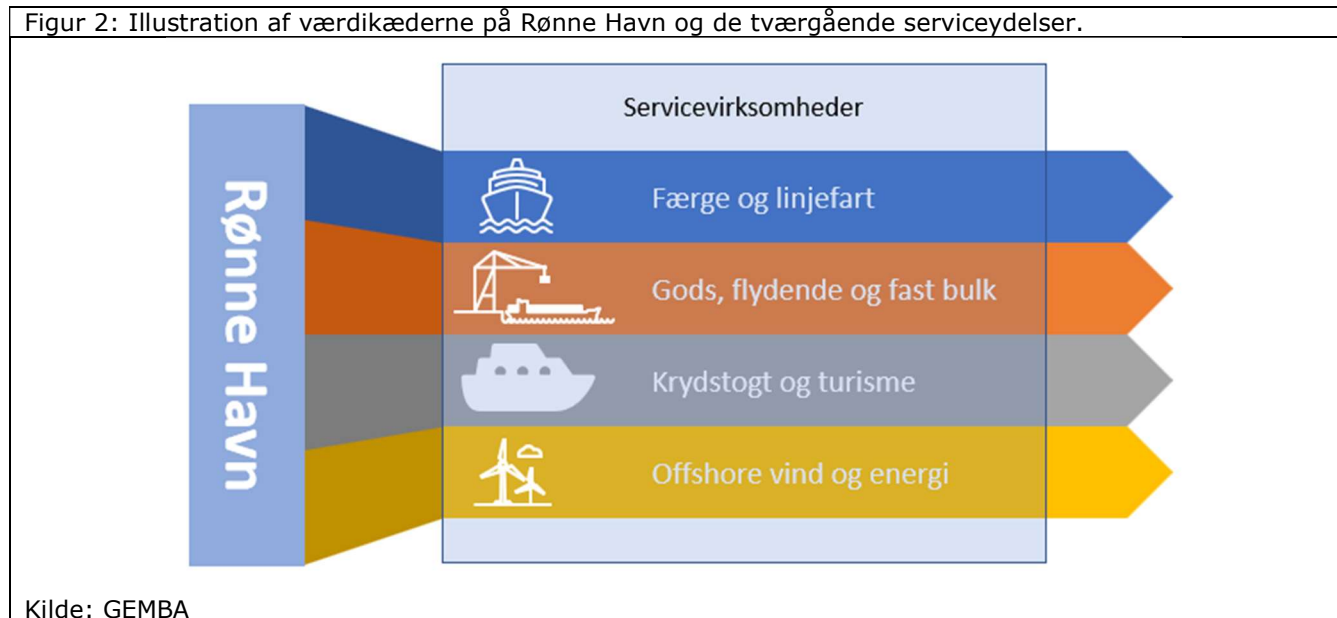 Figur 2: Illustration af værdikæderne på Rønne Havn og de tværgående serviceydelser.
Servicevirksomheder
Rønne Havn
Færge og linjefart
Gods, flydende og fast bulk
Krydstogt og turisme
Offshore vind og energi
Kilde: GEMBA